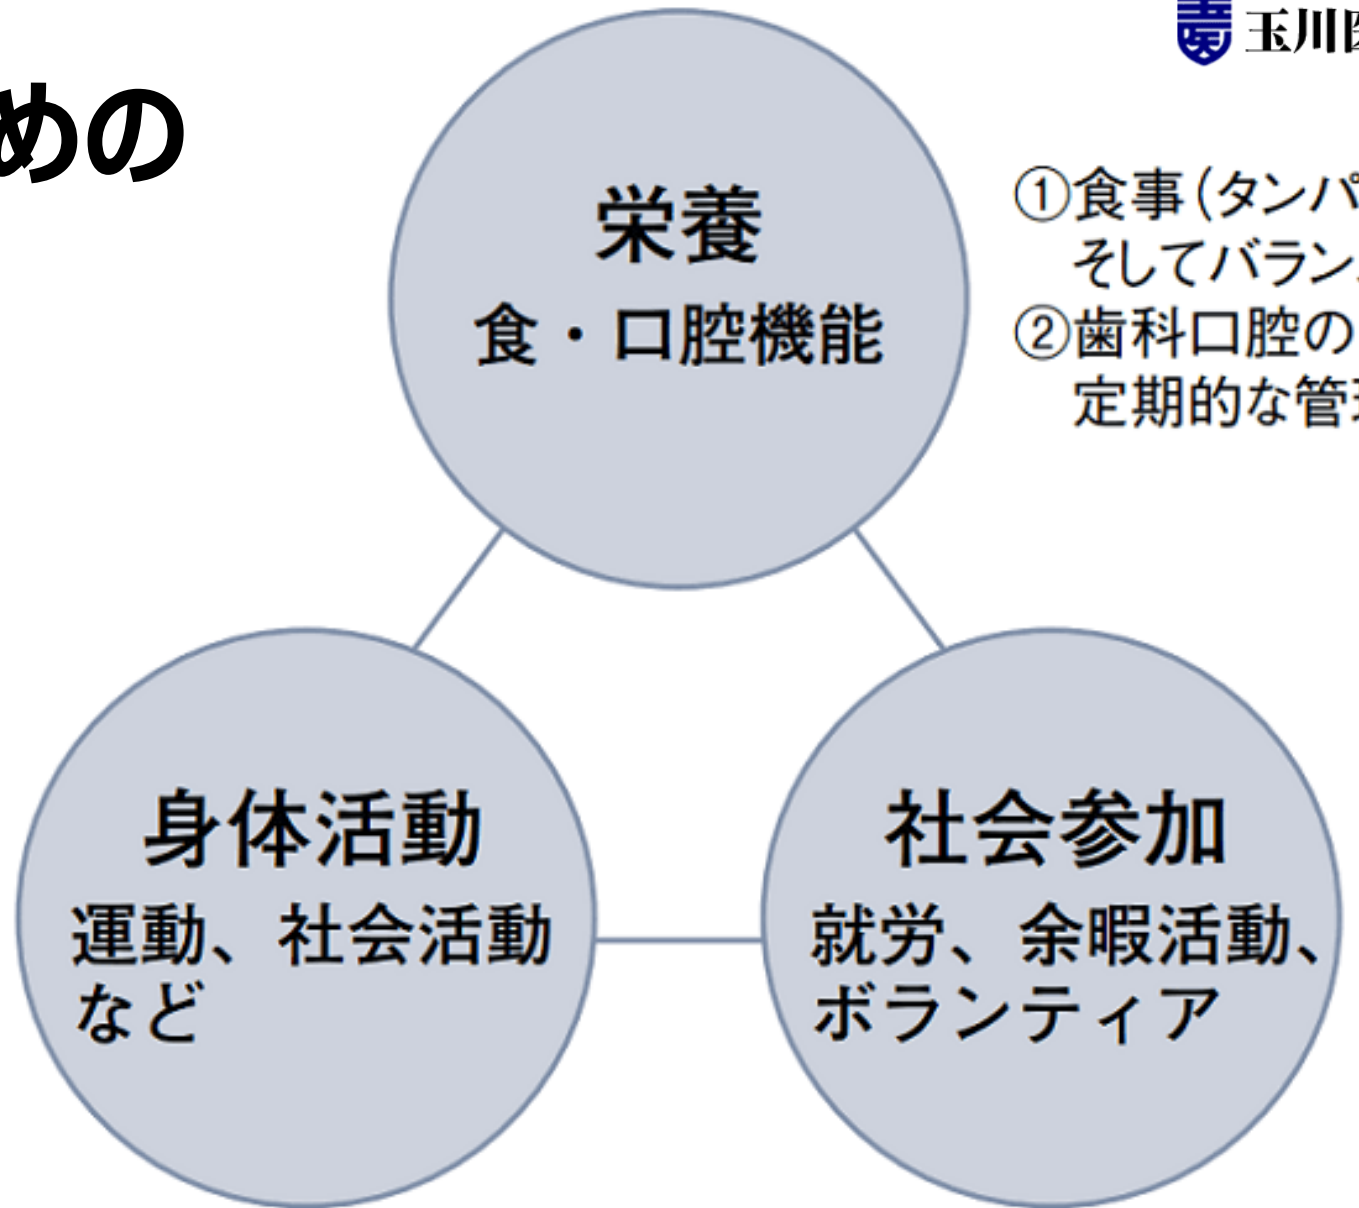 玉川医
めの
栄養
食・口腔機能
①食事(タンパ
そしてバラン
②歯科口腔の
定期的な管理
身体活動
運動、社会活動
など
社会参加
就労、余暇活動、
ボランティア